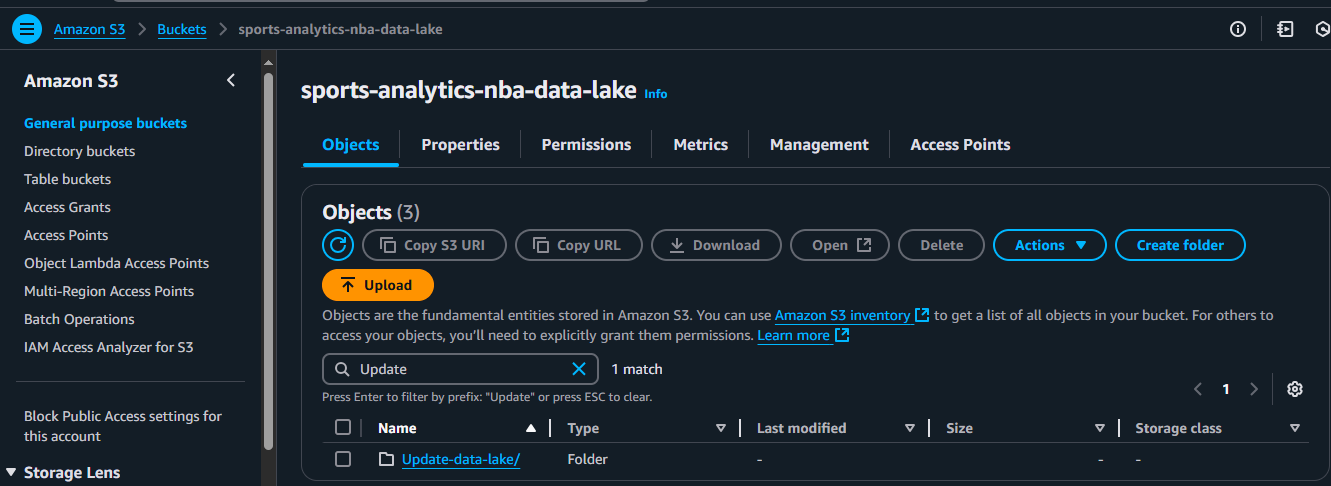 Amazon S3 > Buckets > sports-analytics-nba-data-lake
Amazon S3
General purpose buckets
Directory buckets
Table buckets
Access Grants
Access Points
Object Lambda Access Points
Multi-Region Access Points
Batch Operations
IAM Access Analyzer for S3
Block Public Access settings for
this account
Storage Lens
sports-analytics-nba-data-lake Info
Objects Properties Permissions Metrics Management Access Points
Objects (3)
Copy S3 URI Copy URL Download Open Delete Actions Create folder
Upload
Objects are the fundamental entities stored in Amazon S3. You can use Amazon S3 inventory to get a list of all objects in your bucket. For others to
access your objects, you'll need to explicitly grant them permissions. Learn more
Update 1 match
Press Enter to filter by prefix: "Update" or press ESC to clear.
1
Name Type Last modified Size Storage class
Update-data-lake/ Folder - - -